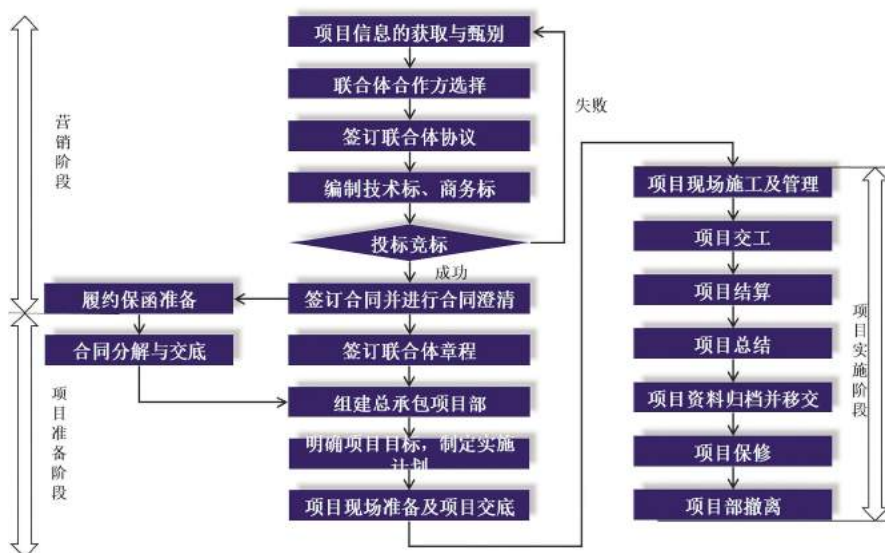 项目信息的获取与甄别
联合体合作方选择
失败
签订联合体协议
营销阶段
编制技术标、商务标
投标竞标
成功
履约保函准备
签订合同并进行合同澄清
合同分解与交底
签订联合体章程
组建总承包项目部
项目准备阶段
明确项目目标，制定实施
计划
项目现场准备及项目交底
项目现场施工及管理
项目交工
项目结算
项目总结
项目实施阶段
项目资料归档并移交
项目保修
项目部撤离